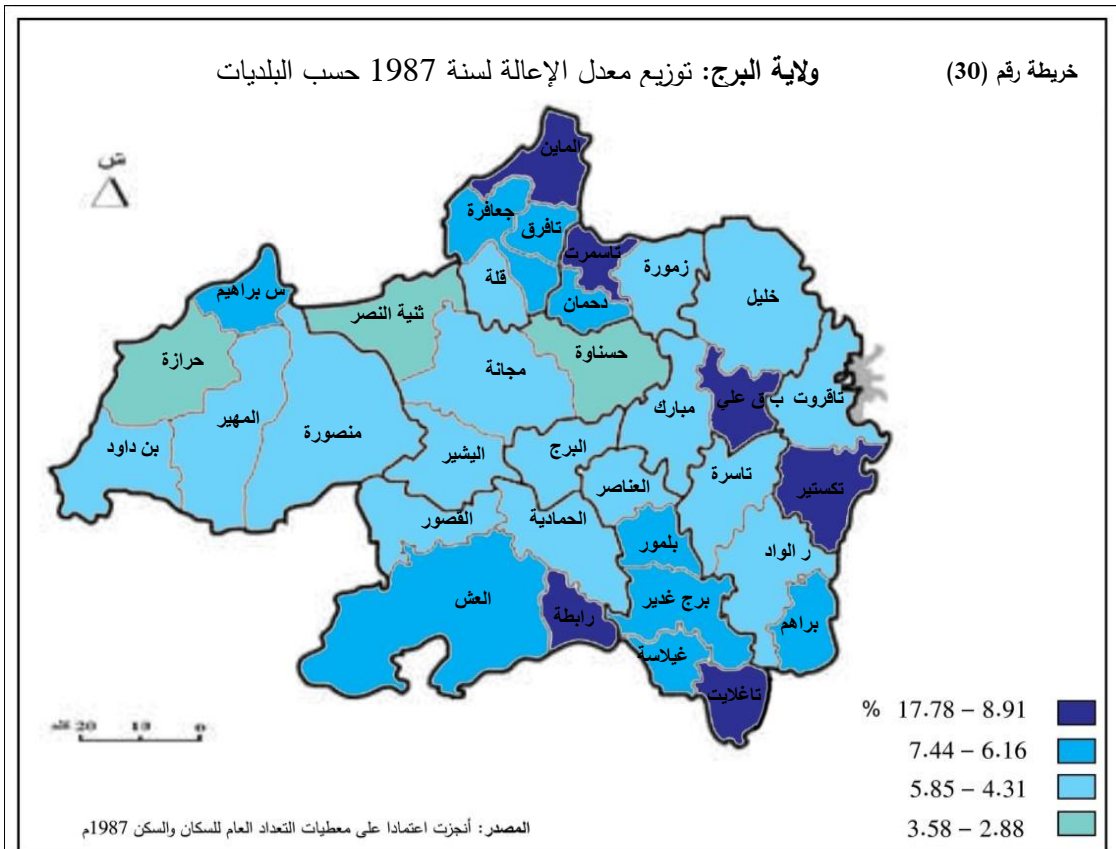 خريطة رقم (30)
ولاية البرج: توزيع معدل الإعالة لسنة 1987 حسب البلديات
ش
الماين
جعافرة
تافرق
تاسمرت
زمورة
قلة
خليل
س براهيم
ثنية النصر
دحمان
حرازة
حسناوة
مجانة
ب ق علي
تاقروت
مبارك
المهير
منصورة
بن داود
اليشير
البرج
تاسرة
تكستير
العناصر
القصور
الحمادية
بلمور
ر الواد
العش
رابطة
برج غدير
براهم
غيلاسة
تاغلايت
% 17.78 – 8.91
7.44 – 6.16
5.85 – 4.31
3.58 – 2.88
0 10 20 كلم
المصدر: أنجزت اعتمادا على معطيات التعداد العام للسكان والسكن 1987م